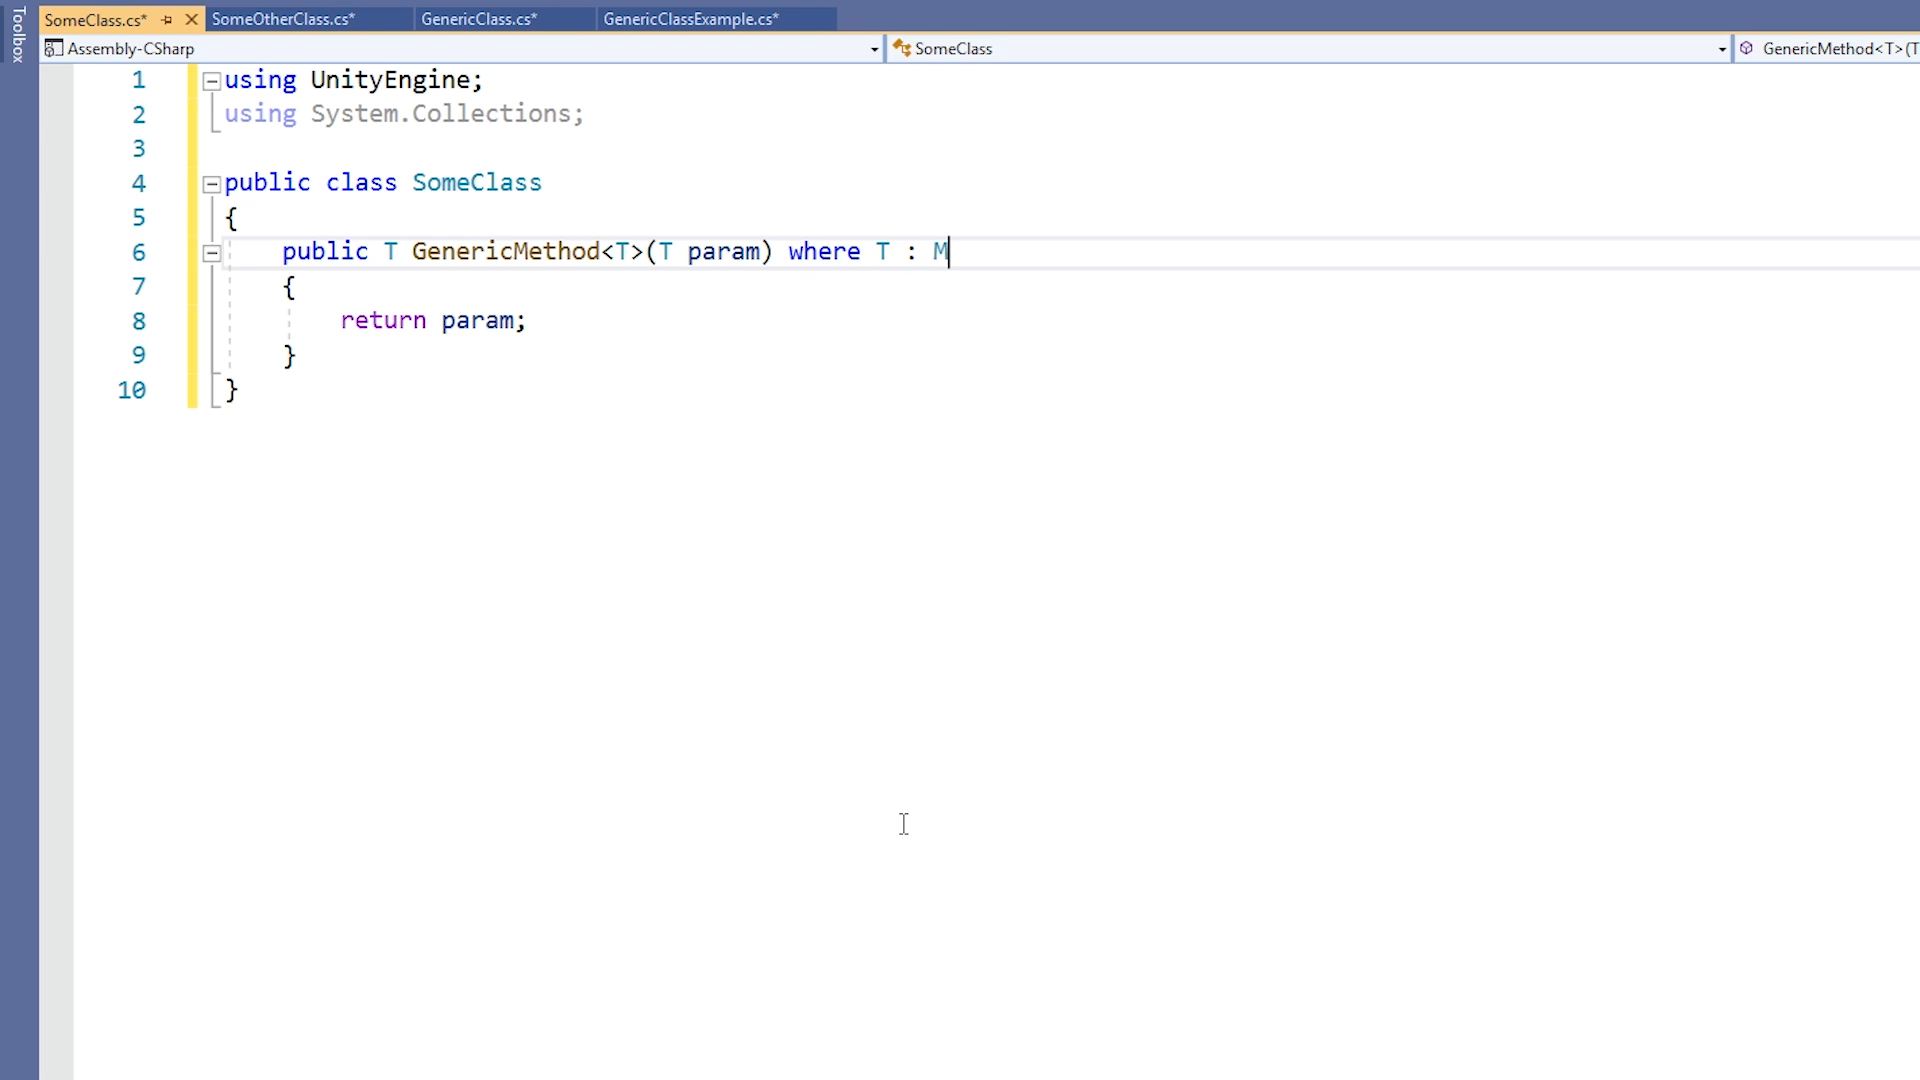 Toolbox
SomeClass.cs* SomeOtherClass.cs* GenericClass.cs* GenericClassExample.cs*
Assembly-CSharp SomeClass GenericMethod<T>(T
1 using UnityEngine;
2 using System.Collections;
3
4 public class SomeClass
5 {
6 public T GenericMethod<T>(T param) where T : M
7 {
8 return param;
9 }
10 }